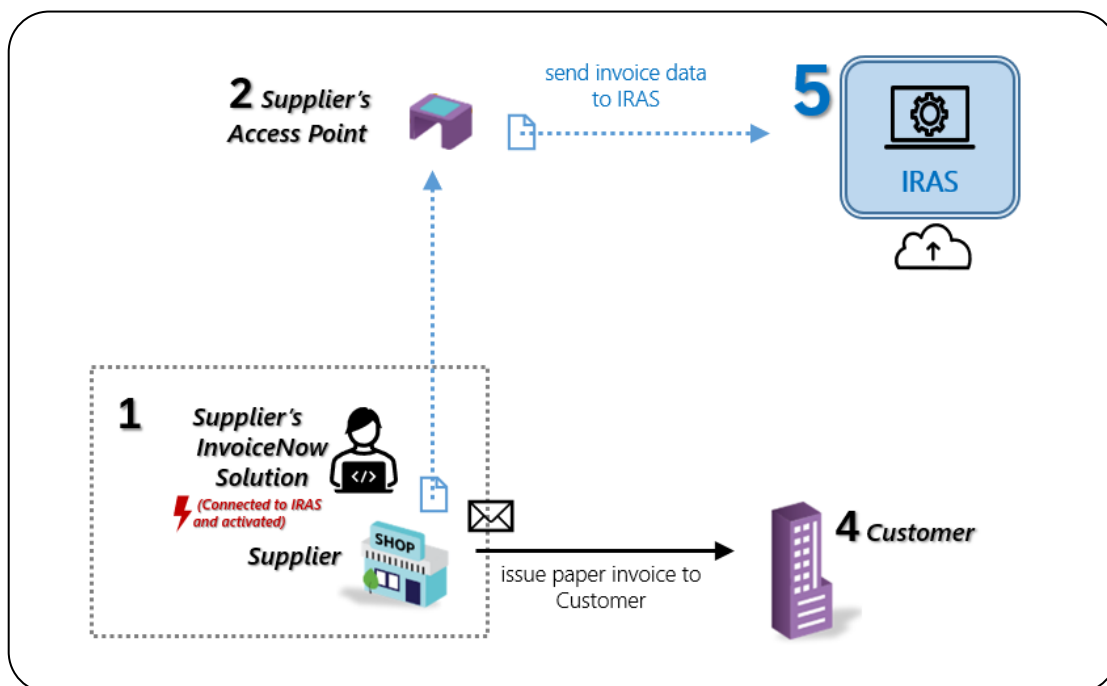 2 Supplier's
Access Point
send invoice data
to IRAS
5
IRAS
1
Supplier's
InvoiceNow
Solution
</>
(Connected to IRAS
and activated)
SHOP
Supplier
issue paper invoice to
Customer
4 Customer